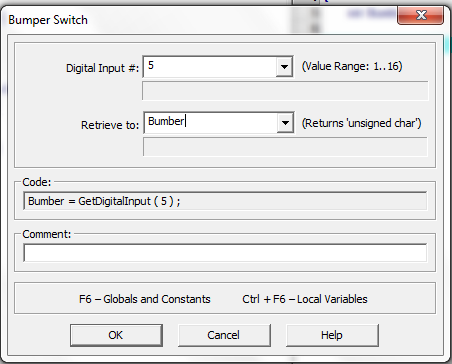 Bumper Switch
Digital Input #: 5 (Value Range: 1..16)
Retrieve to: Bumber (Returns 'unsigned char')
Code:
Bumber = GetDigitalInput ( 5 ) ;
Comment:
F6 – Globals and Constants Ctrl + F6 – Local Variables
OK Cancel Help